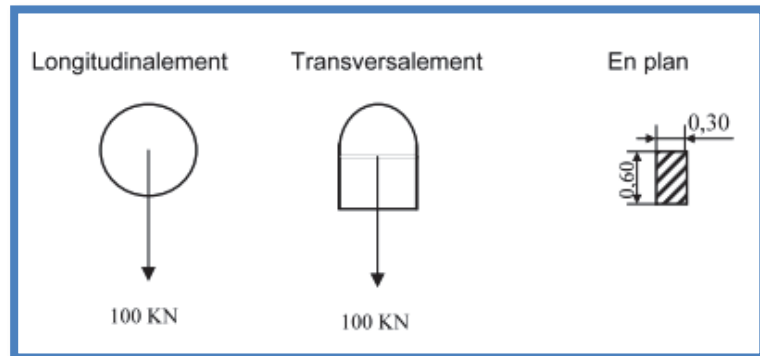 Longitudinalement
Transversalement
En plan
0,30
0,60
100 KN
100 KN